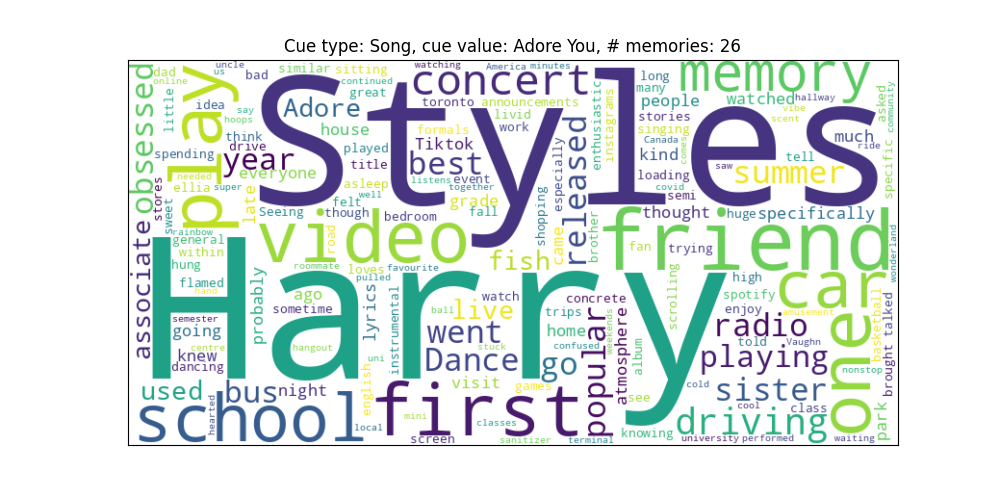 Cue type: Song, cue value: Adore You, # memories: 26
Styles
Harry
friend
video
first
school
play
one
car
concert
memory
driving
playing
released
popular
obsessed
year
best
summer
sister
radio
went
Dance
go
live
fish
bus
used
associate
Adore
house
everyone
Tiktok
grade
watched
people
much
kind
thought
specifically
park
lyrics
probably
night
knew
going
home
atmosphere
instrumental
late
ellia
think
drive
idea
bad
dad
online
uncle
us
similar
sitting
continued
great
watching
America
minutes
toronto
announcements
livid
formals
work
played
title
event
listens
together
especially
enthusiastic
instagrams
long
many
stories
singing
Canada
comes
loading
semi
covid
saw
tell
vibe
scent
hallway
asked
community
specific
ride
little
say
hoops
spending
needed
super
stores
sweet
rainbow
general
within
hung
flamed
hand
semester
centre
dancing
asleep
well
felt
Seeing
though
bedroom
road
fall
shopping
came
brother
fan
trying
huge
wonderland
roommate
loves
favourite
pulled
ago
sometime
hangout
uni
english
ball
watch
stuck
confused
trips
concrete
weekends
album
see
scrolling
high
spotify
enjoy
told
amusement
Vaughn
basketball
brought
talked
nonstop
cold
cool
class
visit
games
mini
classes
local
screen
sanitizer
terminal
hearted
knowing
university
performed
waiting